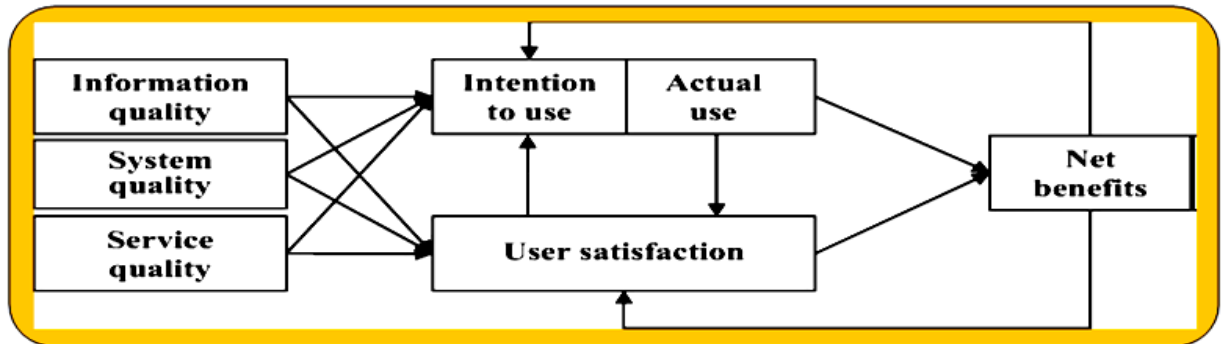 Information
quality
System
quality
Service
quality
Intention
to use
Actual
use
User satisfaction
Net
benefits